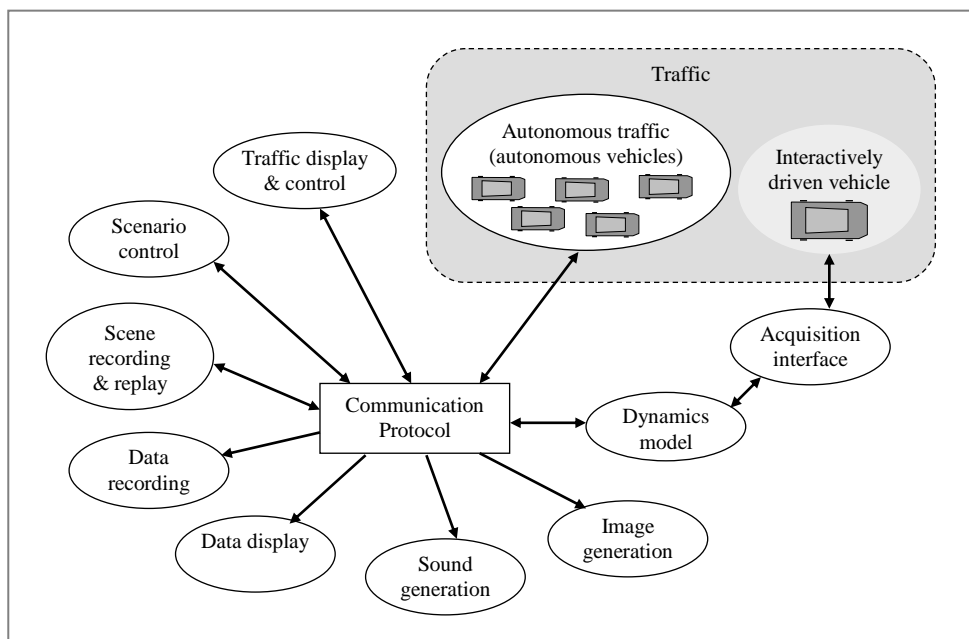 Traffic
Autonomous traffic
(autonomous vehicles)
Interactively
driven vehicle
Traffic display
& control
Scenario
control
Scene
recording
& replay
Acquisition
interface
Communication
Protocol
Dynamics
model
Data
recording
Data display
Sound
generation
Image
generation